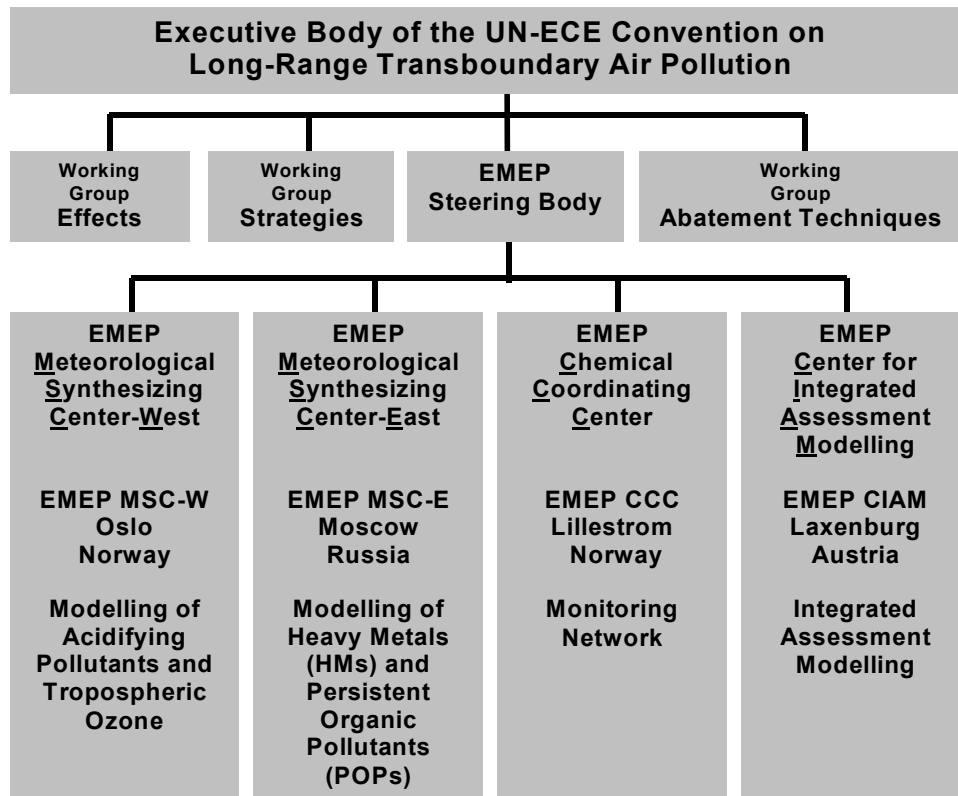 Executive Body of the UN-ECE Convention on
Long-Range Transboundary Air Pollution
Working
Group
Effects
Working
Group
Strategies
EMEP
Steering Body
Working
Group
Abatement Techniques
EMEP
Meteorological
Synthesizing
Center-West
EMEP MSC-W
Oslo
Norway
Modelling of
Acidifying
Pollutants and
Tropospheric
Ozone
EMEP
Meteorological
Synthesizing
Center-East
EMEP MSC-E
Moscow
Russia
Modelling of
Heavy Metals
(HMs) and
Persistent
Organic
Pollutants
(POPs)
EMEP
Chemical
Coordinating
Center
EMEP CCC
Lillestrom
Norway
Monitoring
Network
EMEP
Center for
Integrated
Assessment
Modelling
EMEP CIAM
Laxenburg
Austria
Integrated
Assessment
Modelling